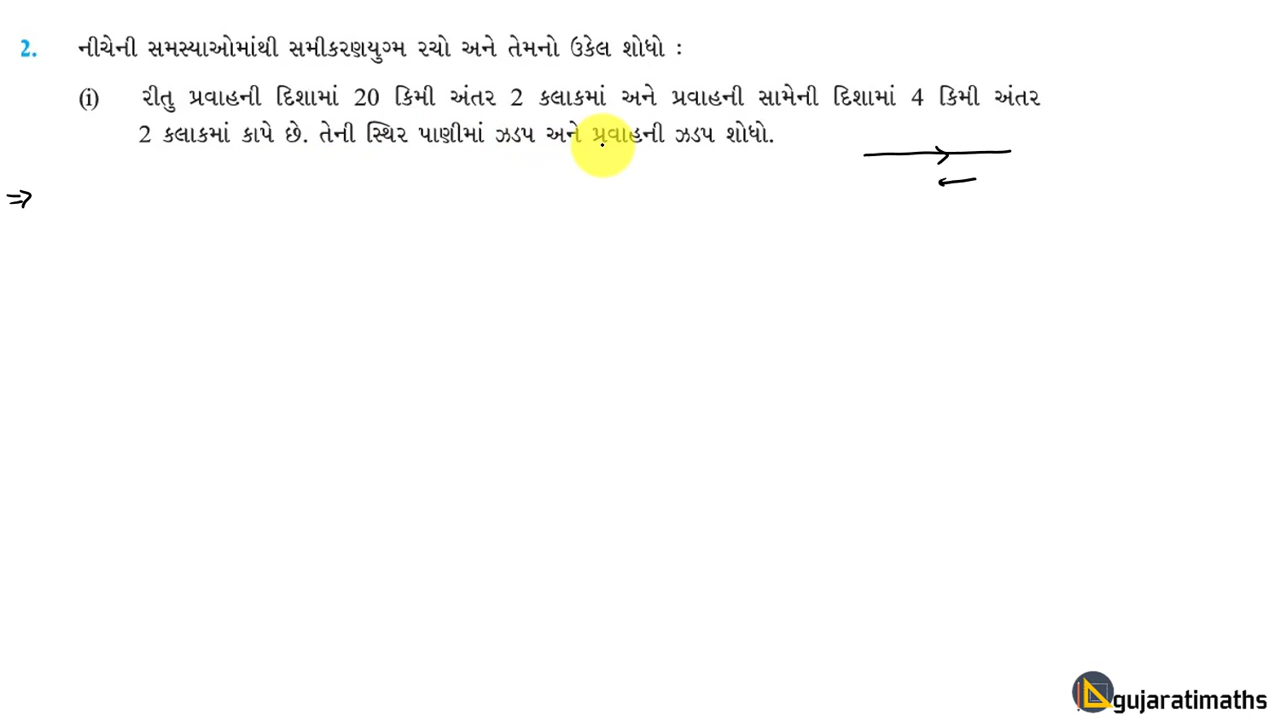 2. નીચેની સમસ્યાઓમાંથી સમીકરણયુગ્મ રચો અને તેમનો ઉકેલ શોધો :
(i) રીતુ પ્રવાહની દિશામાં 20 કિમી અંતર 2 કલાકમાં અને પ્રવાહની સામેની દિશામાં 4 કિમી અંતર
2 કલાકમાં કાપે છે. તેની સ્થિર પાણીમાં ઝડપ અને પ્રવાહની ઝડપ શોધો.
⇒
gujaratimaths